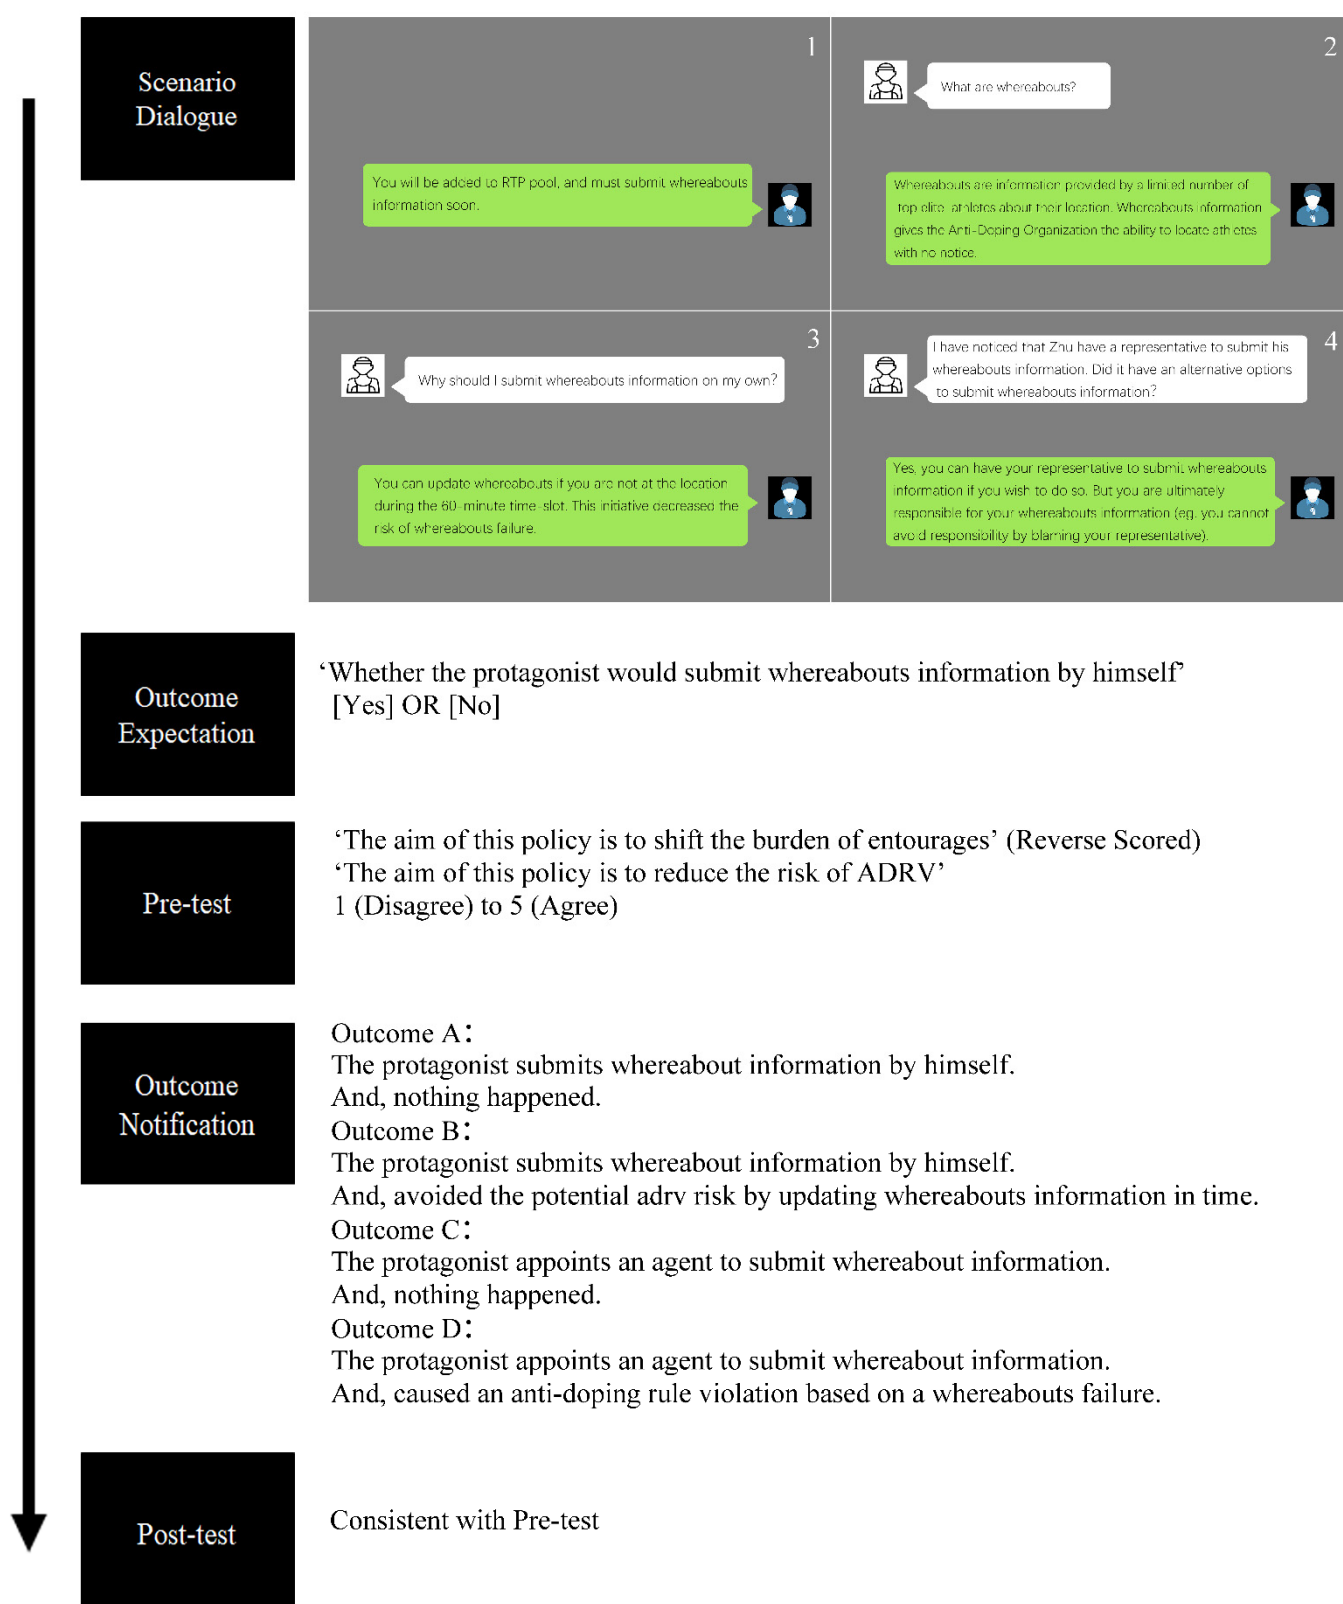 Scenario
Dialogue
1
You will be added to RTP pool, and must submit whereabouts
information soon.
2
What are whereabouts?
Whereabouts are information provided by a limited number of
top elite athletes about their location. Whereabouts information
gives the Anti-Doping Organization the ability to locate athletes
with no notice.
3
Why should I submit whereabouts information on my own?
You can update whereabouts if you are not at the location
during the 60-minute time-slot. This initiative decreased the
risk of whereabouts failure.
4
I have noticed that Zhu have a representative to submit his
whereabouts information. Did it have an alternative options
to submit whereabouts information?
Yes, you can have your representative to submit whereabouts
information if you wish to do so. But you are ultimately
responsible for your whereabouts information (eg. you cannot
avoid responsibility by blaming your representative).
Outcome
Expectation
‘Whether the protagonist would submit whereabouts information by himself’
[Yes] OR [No]
Pre-test
‘The aim of this policy is to shift the burden of entourages’ (Reverse Scored)
‘The aim of this policy is to reduce the risk of ADRV’
1 (Disagree) to 5 (Agree)
Outcome
Notification
Outcome A：
The protagonist submits whereabout information by himself.
And, nothing happened.
Outcome B：
The protagonist submits whereabout information by himself.
And, avoided the potential adrv risk by updating whereabouts information in time.
Outcome C：
The protagonist appoints an agent to submit whereabout information.
And, nothing happened.
Outcome D：
The protagonist appoints an agent to submit whereabout information.
And, caused an anti-doping rule violation based on a whereabouts failure.
Post-test
Consistent with Pre-test